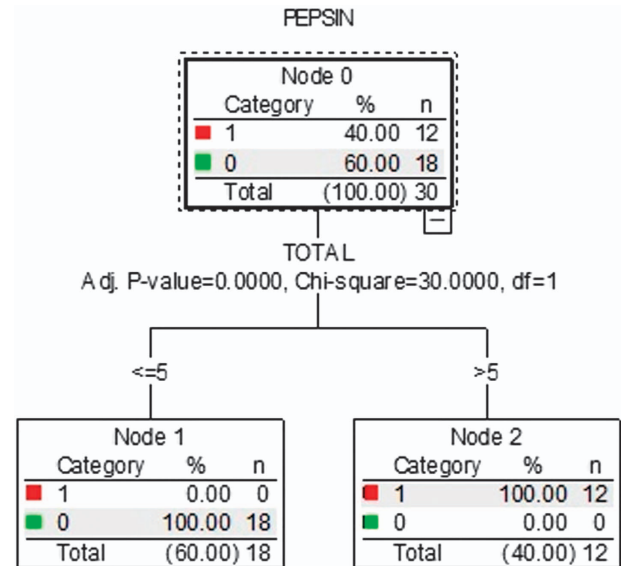 PEPSIN
Node 0
Category % n
1 40.00 12
0 60.00 18
Total (100.00) 30
TOTAL
Adj. P-value=0.0000, Chi-square=30.0000, df=1
<=5
>5
Node 1
Category % n
1 0.00 0
0 100.00 18
Total (60.00) 18
Node 2
Category % n
1 100.00 12
0 0.00 0
Total (40.00) 12